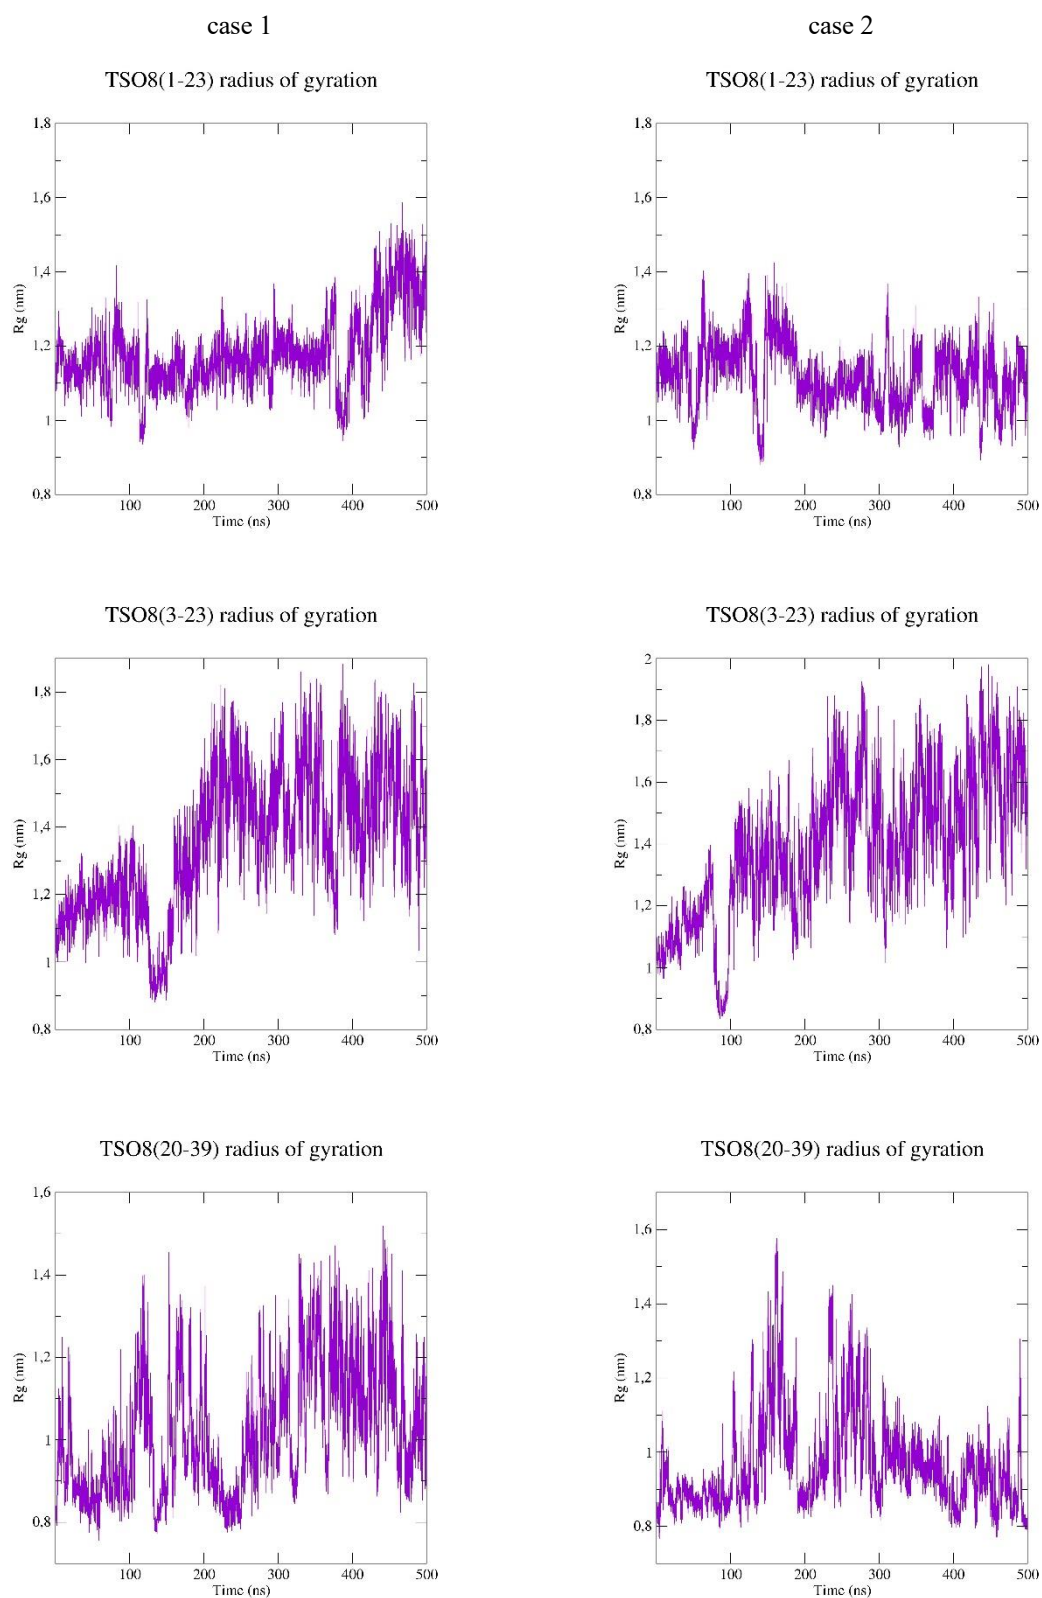 case 1
case 2
TSO8(1-23) radius of gyration
TSO8(1-23) radius of gyration
1,8
1,6
1,4
1,2
1
0,8
Rg (nm)
100 200 300 400 500
Time (ns)
1,8
1,6
1,4
1,2
1
0,8
Rg (nm)
100 200 300 400 500
Time (ns)
TSO8(3-23) radius of gyration
TSO8(3-23) radius of gyration
1,8
1,6
1,4
1,2
1
0,8
Rg (nm)
100 200 300 400 500
Time (ns)
2
1,8
1,6
1,4
1,2
1
0,8
Rg (nm)
100 200 300 400 500
Time (ns)
TSO8(20-39) radius of gyration
TSO8(20-39) radius of gyration
1,6
1,4
1,2
1
0,8
Rg (nm)
100 200 300 400 500
Time (ns)
1,6
1,4
1,2
1
0,8
Rg (nm)
100 200 300 400 500
Time (ns)